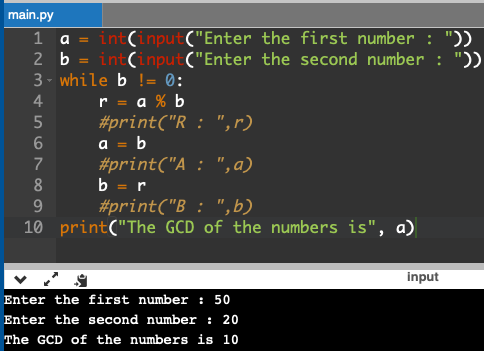 main.py
1 a = int(input("Enter the first number : "))
2 b = int(input("Enter the second number : "))
3 while b != 0:
4 r = a % b
5 #print("R : ",r)
6 a = b
7 #print("A : ",a)
8 b = r
9 #print("B : ",b)
10 print("The GCD of the numbers is", a)
input
Enter the first number : 50
Enter the second number : 20
The GCD of the numbers is 10